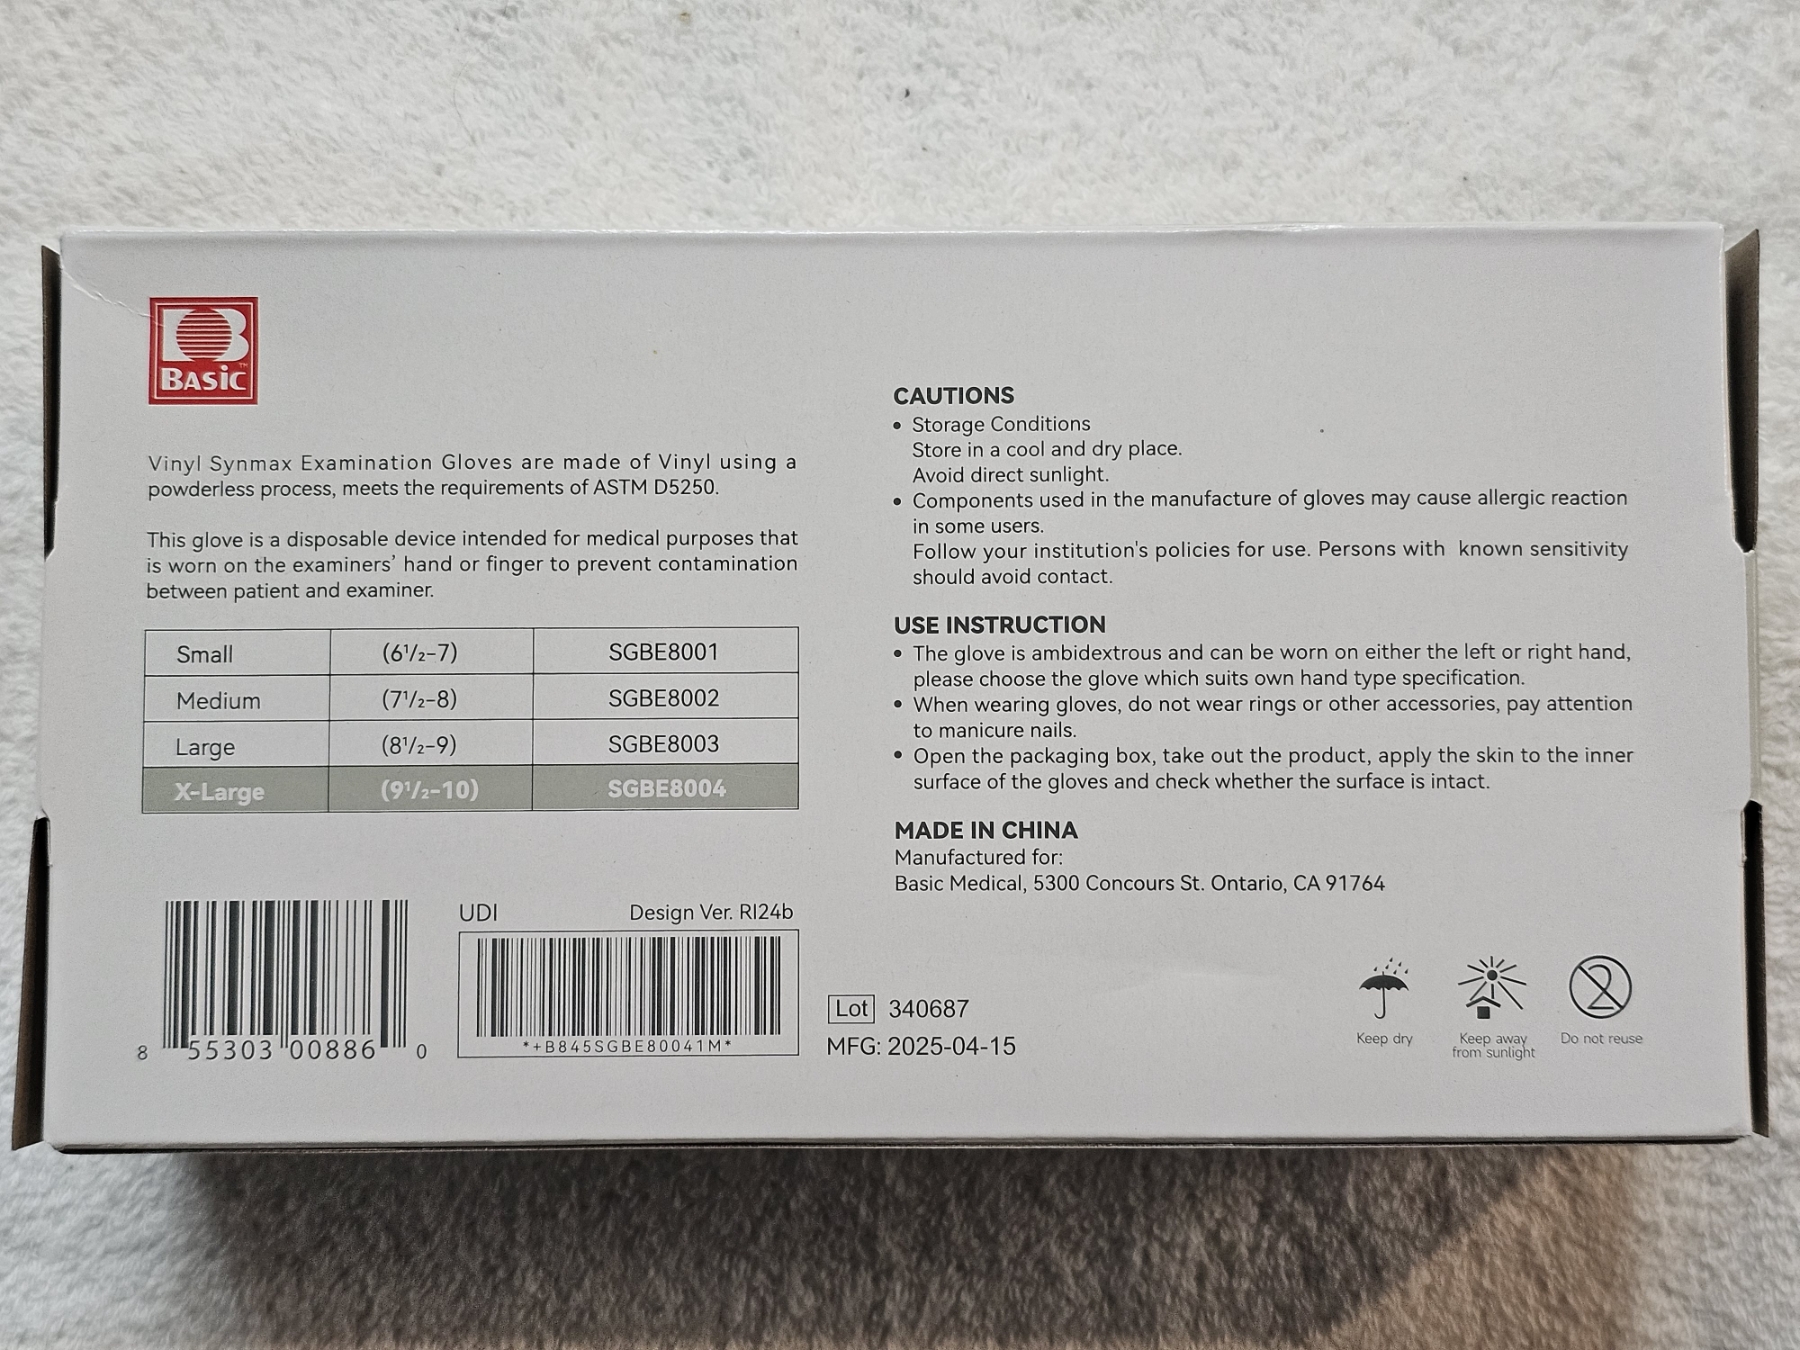 BASiC™
Vinyl Synmax Examination Gloves are made of Vinyl using a
powderless process, meets the requirements of ASTM D5250.
This glove is a disposable device intended for medical purposes that
is worn on the examiners’ hand or finger to prevent contamination
between patient and examiner.
Small (6¹/₂-7) SGBE8001
Medium (7¹/₂-8) SGBE8002
Large (8¹/₂-9) SGBE8003
X-Large (9¹/₂-10) SGBE8004
8 55303 00886 0
UDI Design Ver. RI24b
*+B845SGBE80041M*
CAUTIONS
• Storage Conditions
Store in a cool and dry place.
Avoid direct sunlight.
• Components used in the manufacture of gloves may cause allergic reaction
in some users.
Follow your institution's policies for use. Persons with known sensitivity
should avoid contact.
USE INSTRUCTION
• The glove is ambidextrous and can be worn on either the left or right hand,
please choose the glove which suits own hand type specification.
• When wearing gloves, do not wear rings or other accessories, pay attention
to manicure nails.
• Open the packaging box, take out the product, apply the skin to the inner
surface of the gloves and check whether the surface is intact.
MADE IN CHINA
Manufactured for:
Basic Medical, 5300 Concours St. Ontario, CA 91764
Lot 340687
MFG: 2025-04-15
Keep dry
Keep away
from sunlight
2
Do not reuse